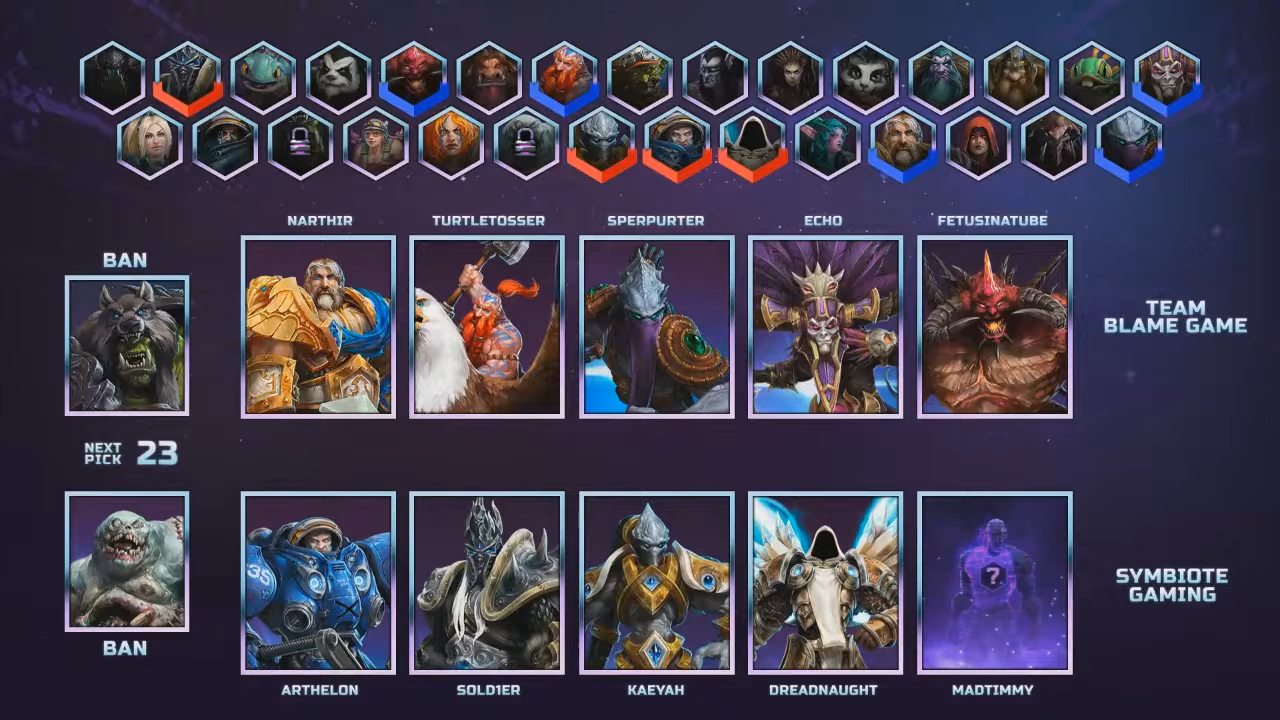 NARTHIR
TURTLETOSSER
SPERPURTER
ECHO
FETUSINATUBE
BAN
TEAM
BLAME GAME
NEXT
PICK
23
35
?
SYMBIOTE
GAMING
BAN
ARTHELON
SOLD1ER
KAEYAH
DREADNAUGHT
MADTIMMY